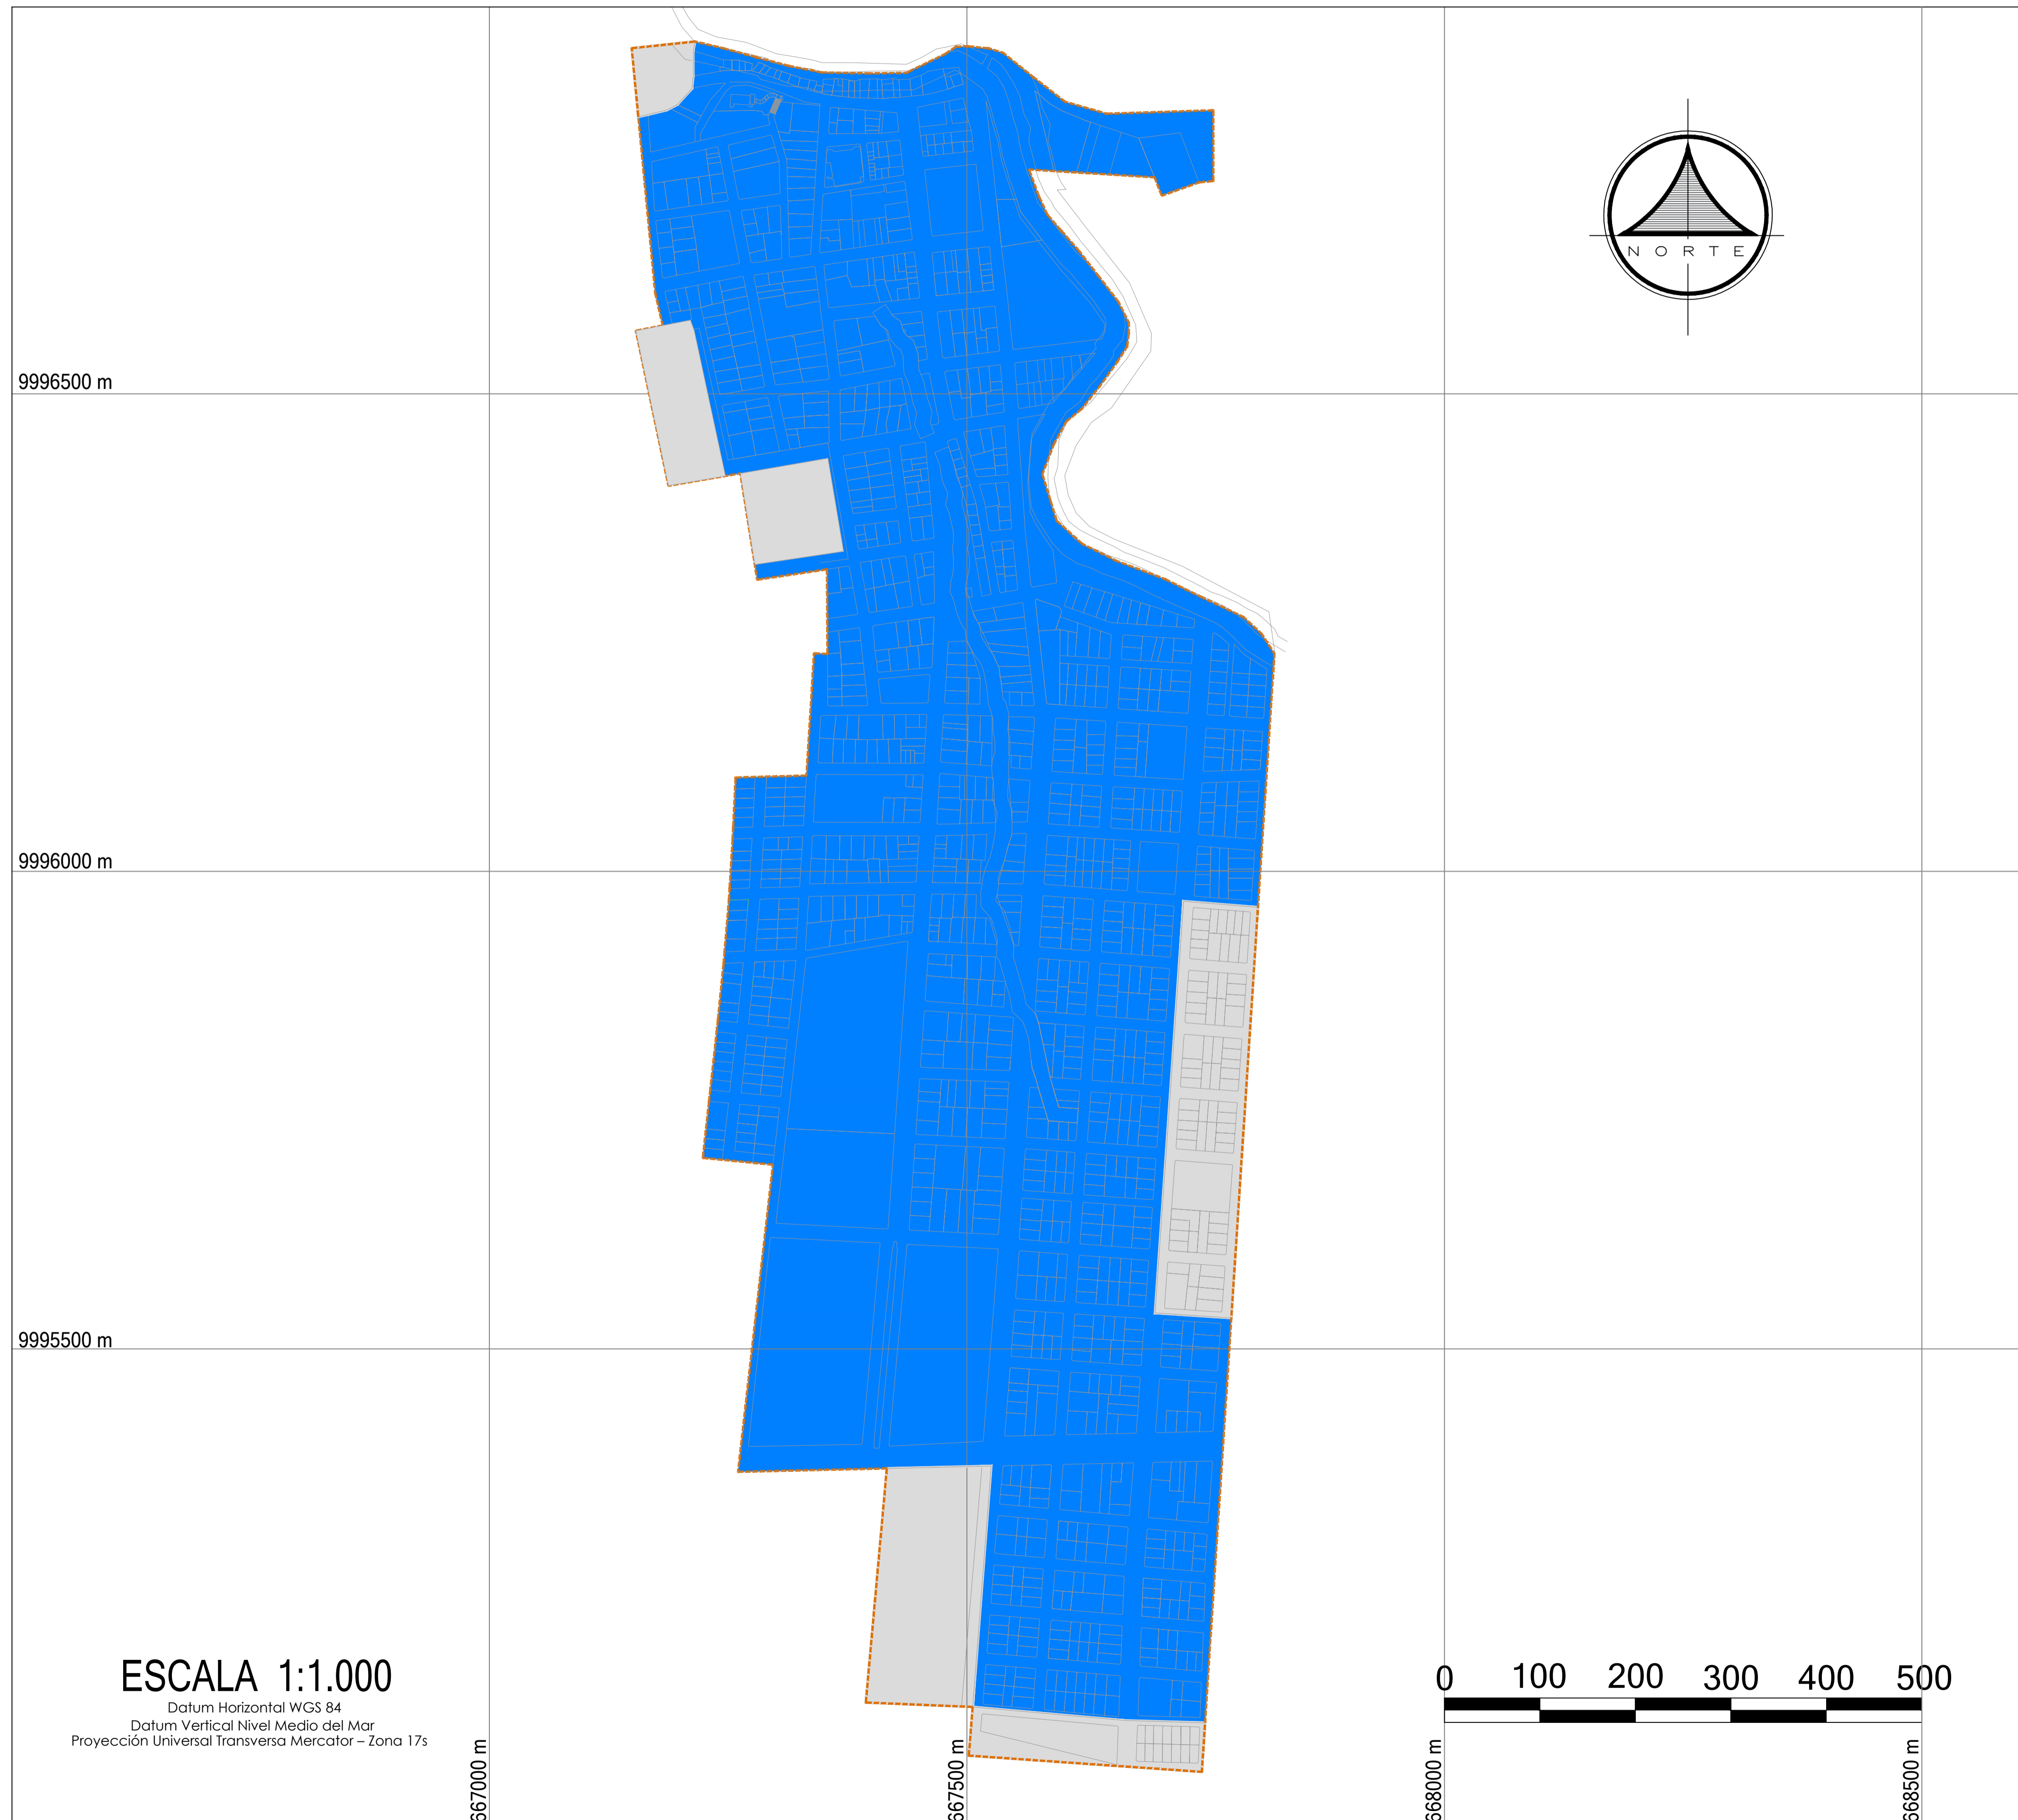 NORTE
9996500 m
9996000 m
9995500 m
ESCALA 1:1.000
Datum Horizontal WGS 84
Datum Vertical Nivel Medio del Mar
Proyección Universal Transversa Mercator – Zona 17s
0 100 200 300 400 500
667000 m
667500 m
668000 m
668500 m